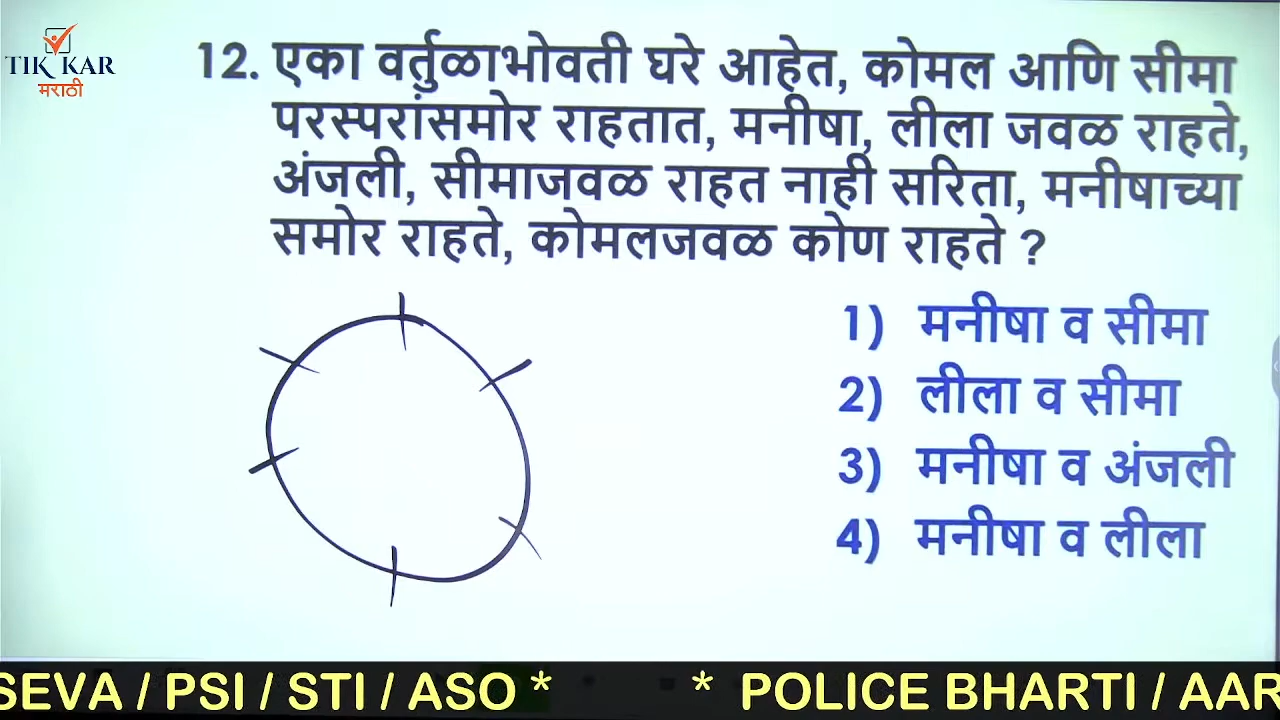 TIK KAR
मराठी
12. एका वर्तुळाभोवती घरे आहेत, कोमल आणि सीमा
परस्परांसमोर राहतात, मनीषा, लीला जवळ राहते,
अंजली, सीमाजवळ राहत नाही सरिता, मनीषाच्या
समोर राहते, कोमलजवळ कोण राहते ?
1) मनीषा व सीमा
2) लीला व सीमा
3) मनीषा व अंजली
4) मनीषा व लीला
SEVA / PSI / STI / ASO * * POLICE BHARTI / AAR